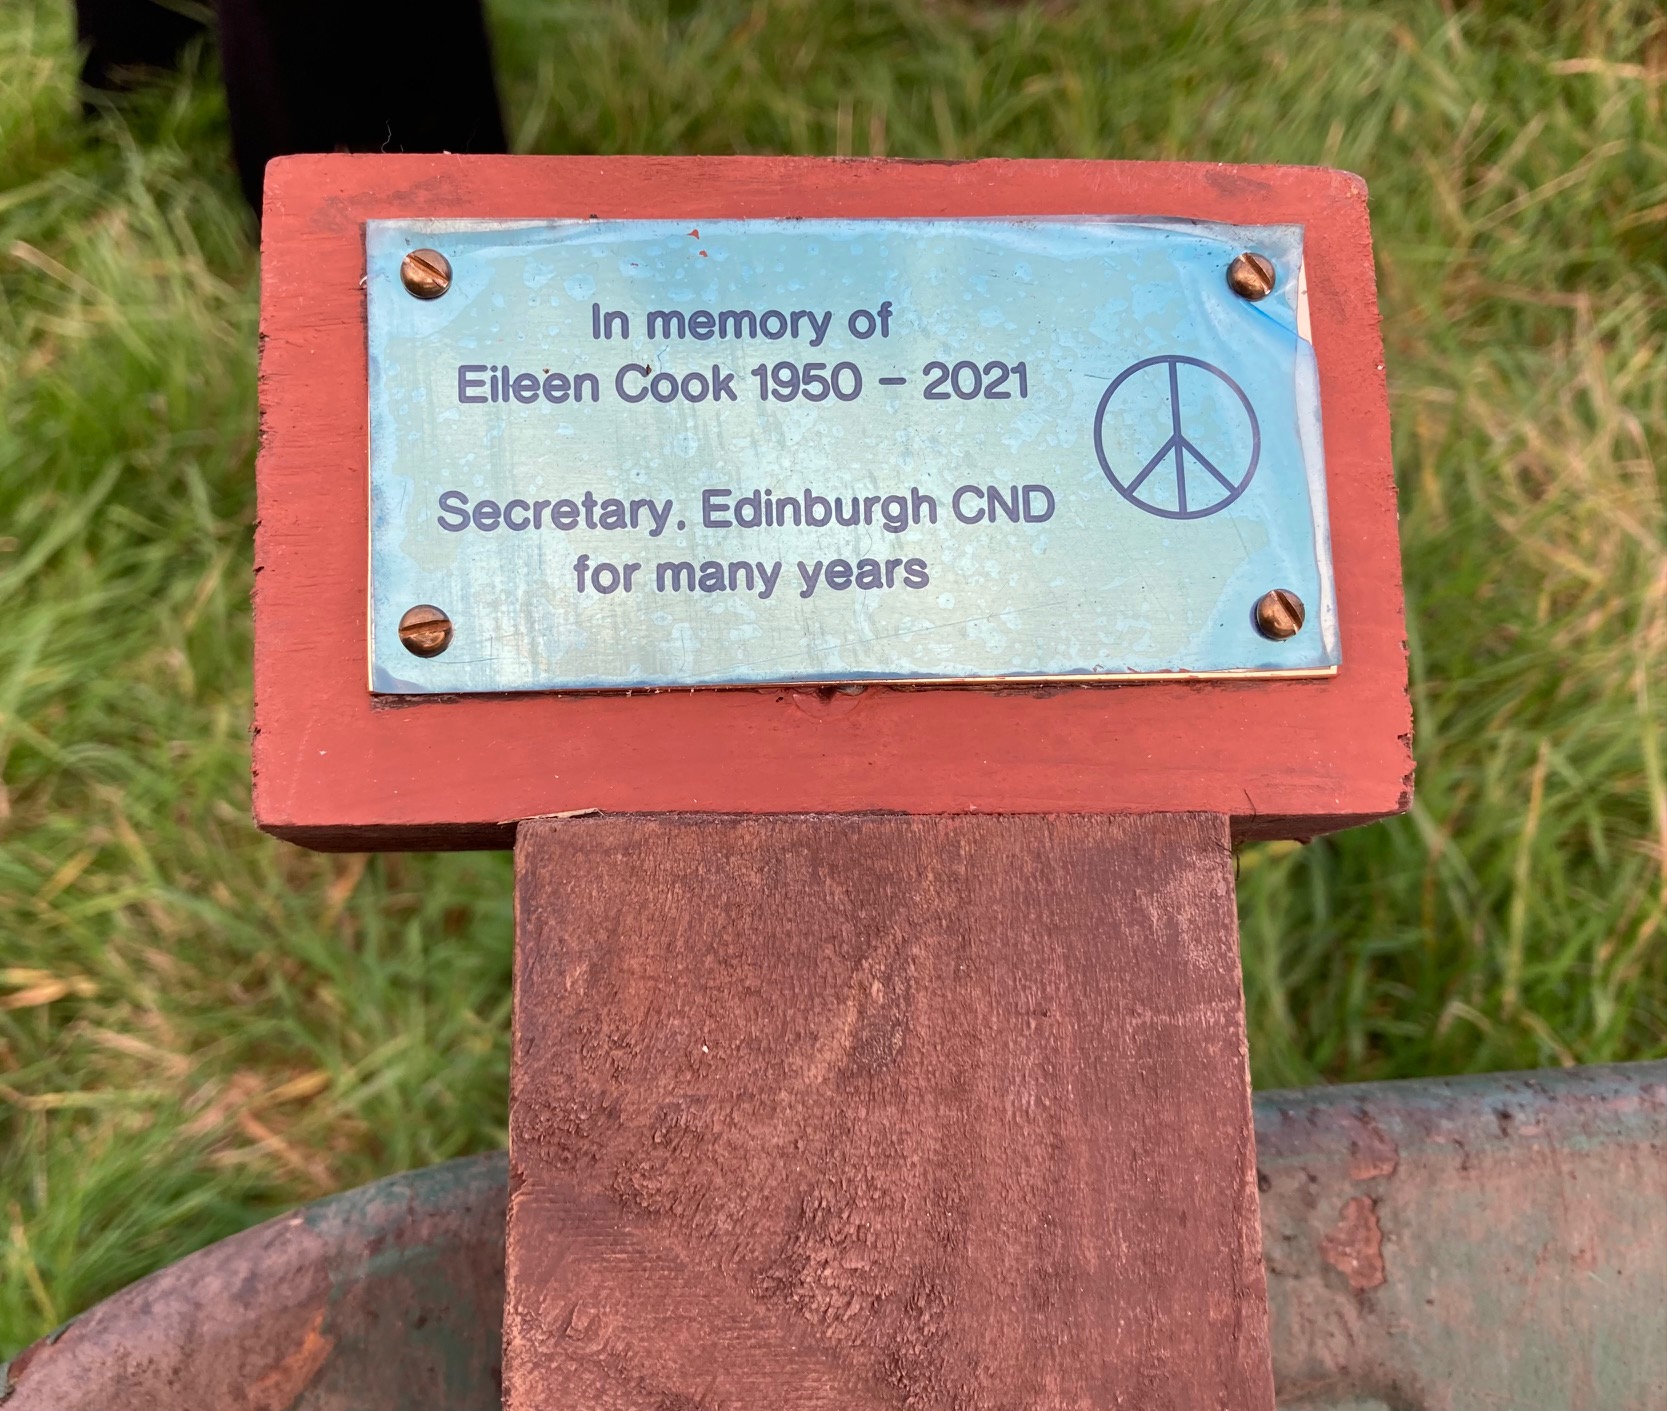 In memory of
Eileen Cook 1950 – 2021
Secretary, Edinburgh CND
for many years